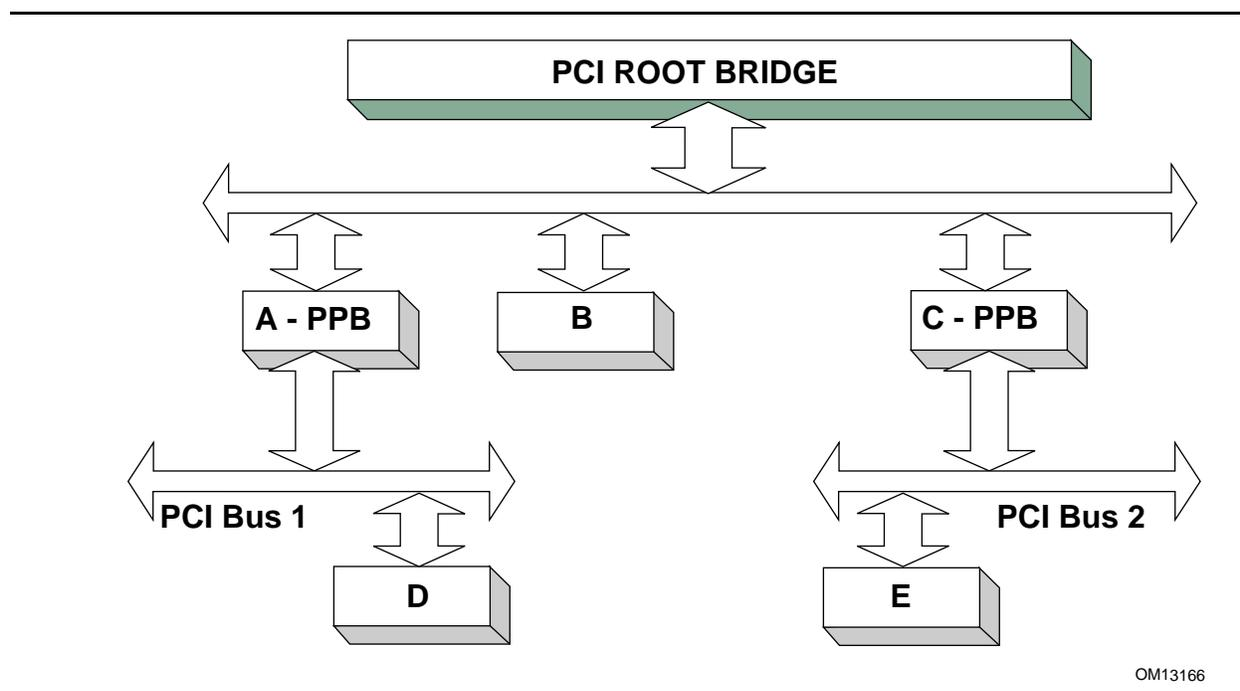 PCI ROOT BRIDGE
A - PPB
B
C - PPB
PCI Bus 1
PCI Bus 2
D
E
OM13166